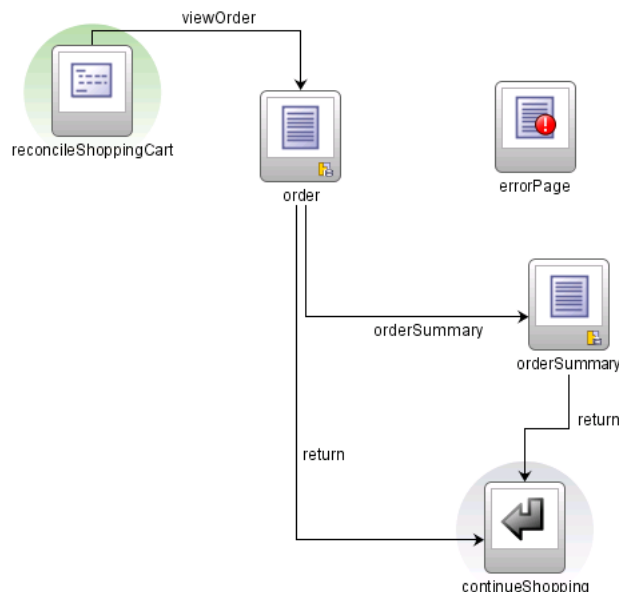 viewOrder
reconcileShoppingCart
order
errorPage
orderSummary
orderSummary
return
return
continueShopping